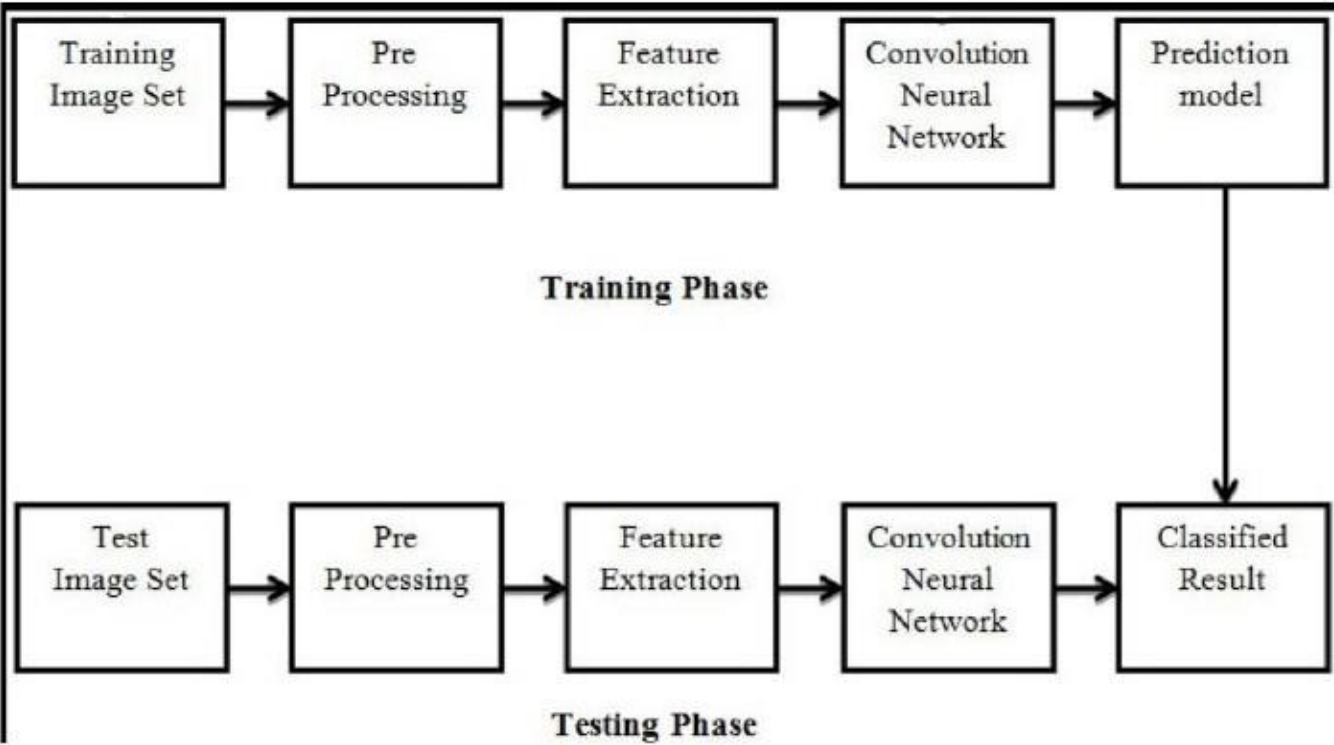 Training
Image Set
Pre
Processing
Feature
Extraction
Convolution
Neural
Network
Prediction
model
Training Phase
Test
Image Set
Pre
Processing
Feature
Extraction
Convolution
Neural
Network
Classified
Result
Testing Phase